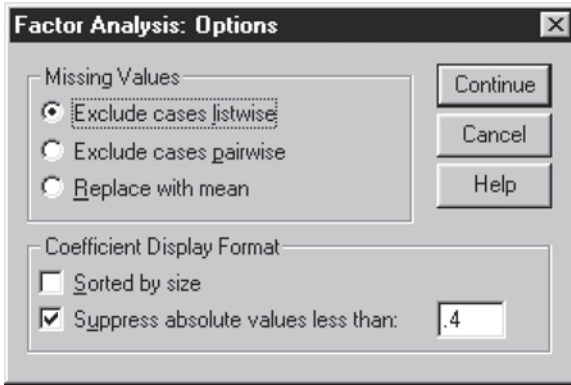 Factor Analysis: Options
Missing Values
Exclude cases listwise
Exclude cases pairwise
Replace with mean
Continue
Cancel
Help
Coefficient Display Format
Sorted by size
Suppress absolute values less than: .4